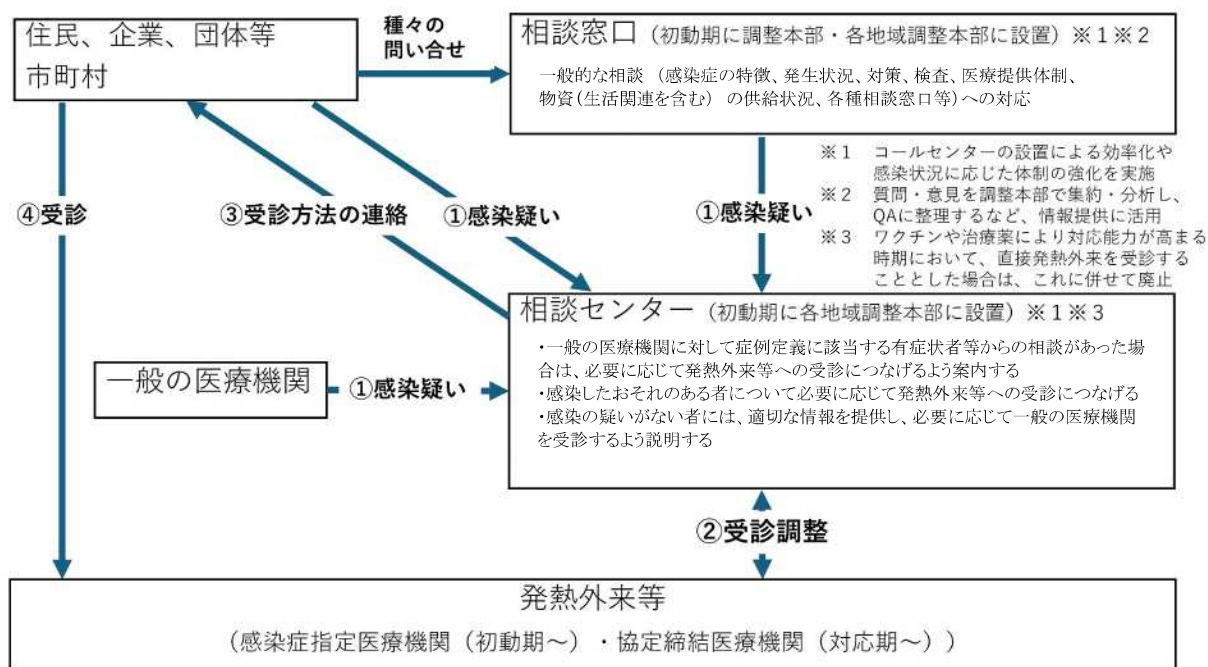 住民、企業、団体等
市町村
種々の
問い合せ
相談窓口（初動期に調整本部・各地域調整本部に設置）※１※２
一般的な相談（感染症の特徴、発生状況、対策、検査、医療提供体制、
物資（生活関連を含む）の供給状況、各種相談窓口等）への対応
※１　コールセンターの設置による効率化や
感染状況に応じた体制の強化を実施
※２　質問・意見を調整本部で集約・分析し、
QAに整理するなど、情報提供に活用
※３　ワクチンや治療薬により対応能力が高まる
時期において、直接発熱外来を受診する
こととした場合は、これに併せて廃止
④受診
③受診方法の連絡
①感染疑い
①感染疑い
相談センター（初動期に各地域調整本部に設置）※１※３
・一般の医療機関に対して症例定義に該当する有症状者等からの相談があった場
合は、必要に応じて発熱外来等への受診につなげるよう案内する
・感染したおそれのある者について必要に応じて発熱外来等への受診につなげる
・感染の疑いがない者には、適切な情報を提供し、必要に応じて一般の医療機関
を受診するよう説明する
一般の医療機関
①感染疑い
②受診調整
発熱外来等
（感染症指定医療機関（初動期～）・協定締結医療機関（対応期～））